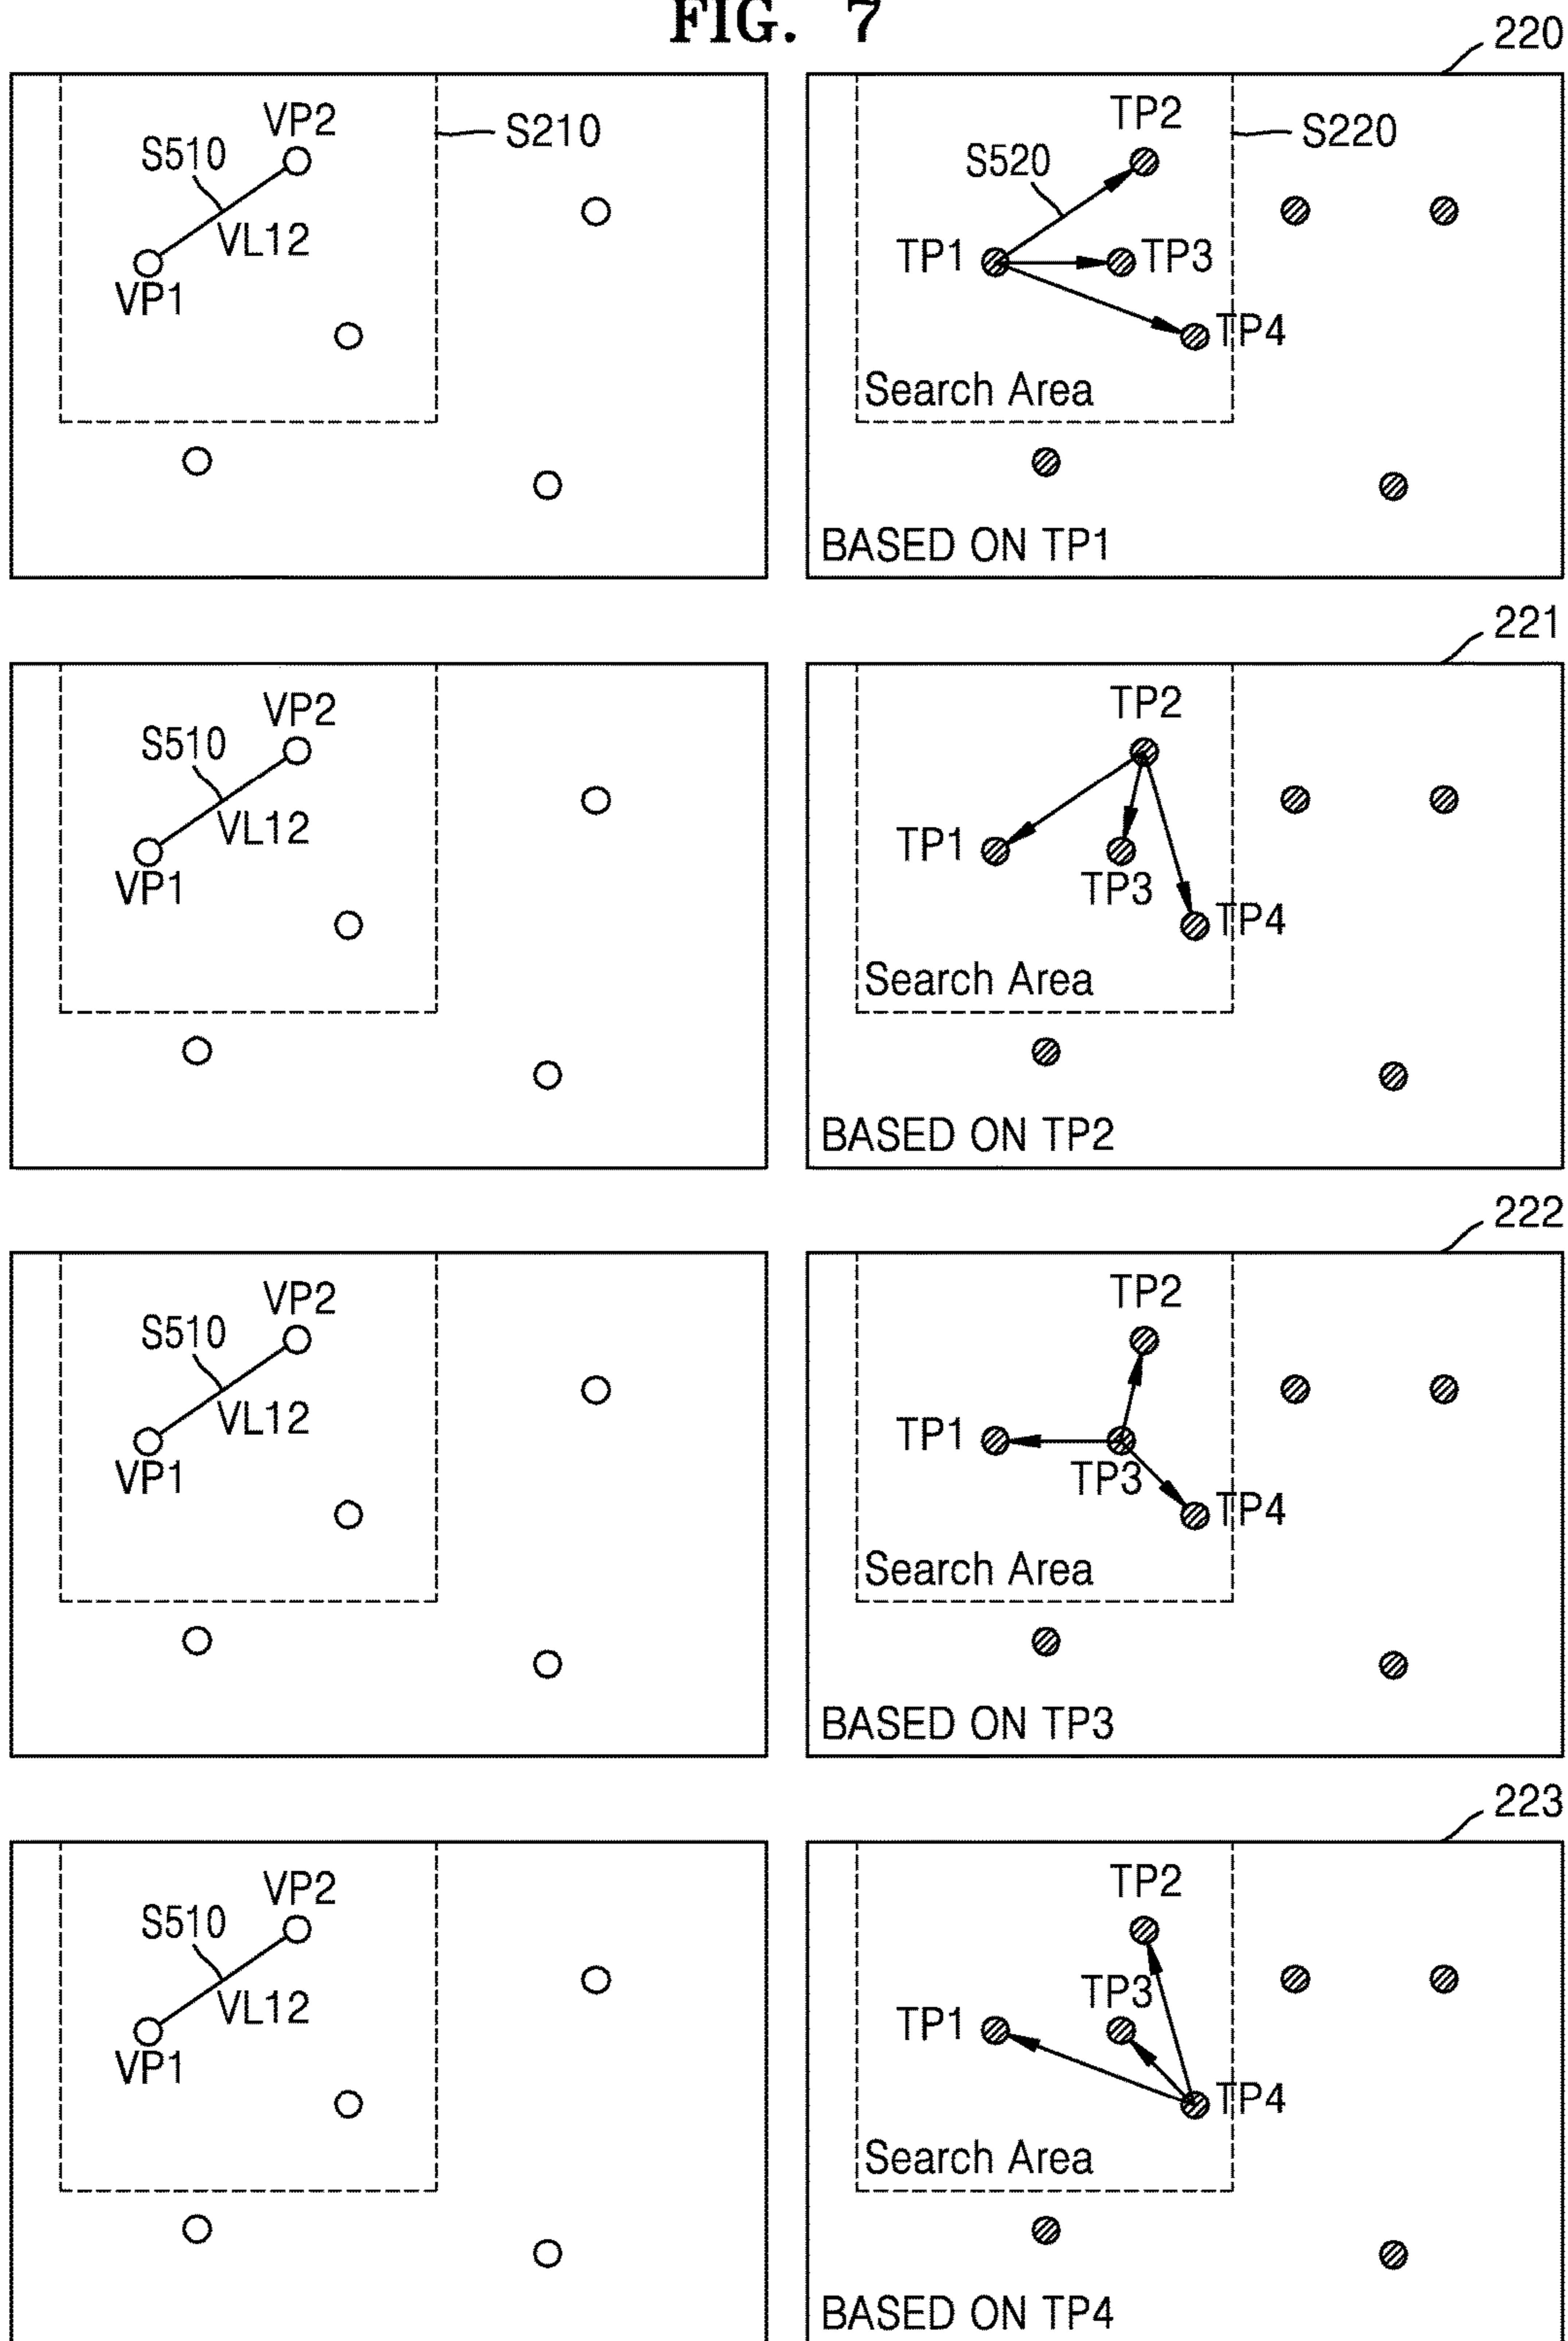 FIG. 7
220
VP2
S510
S210
VL12
VP1
TP2
S220
S520
TP1
TP3
TP4
Search Area
BASED ON TP1
221
VP2
S510
VL12
VP1
TP2
TP1
TP3
TP4
Search Area
BASED ON TP2
222
VP2
S510
VL12
VP1
TP2
TP1
TP3
TP4
Search Area
BASED ON TP3
223
VP2
S510
VL12
VP1
TP2
TP3
TP1
TP4
Search Area
BASED ON TP4